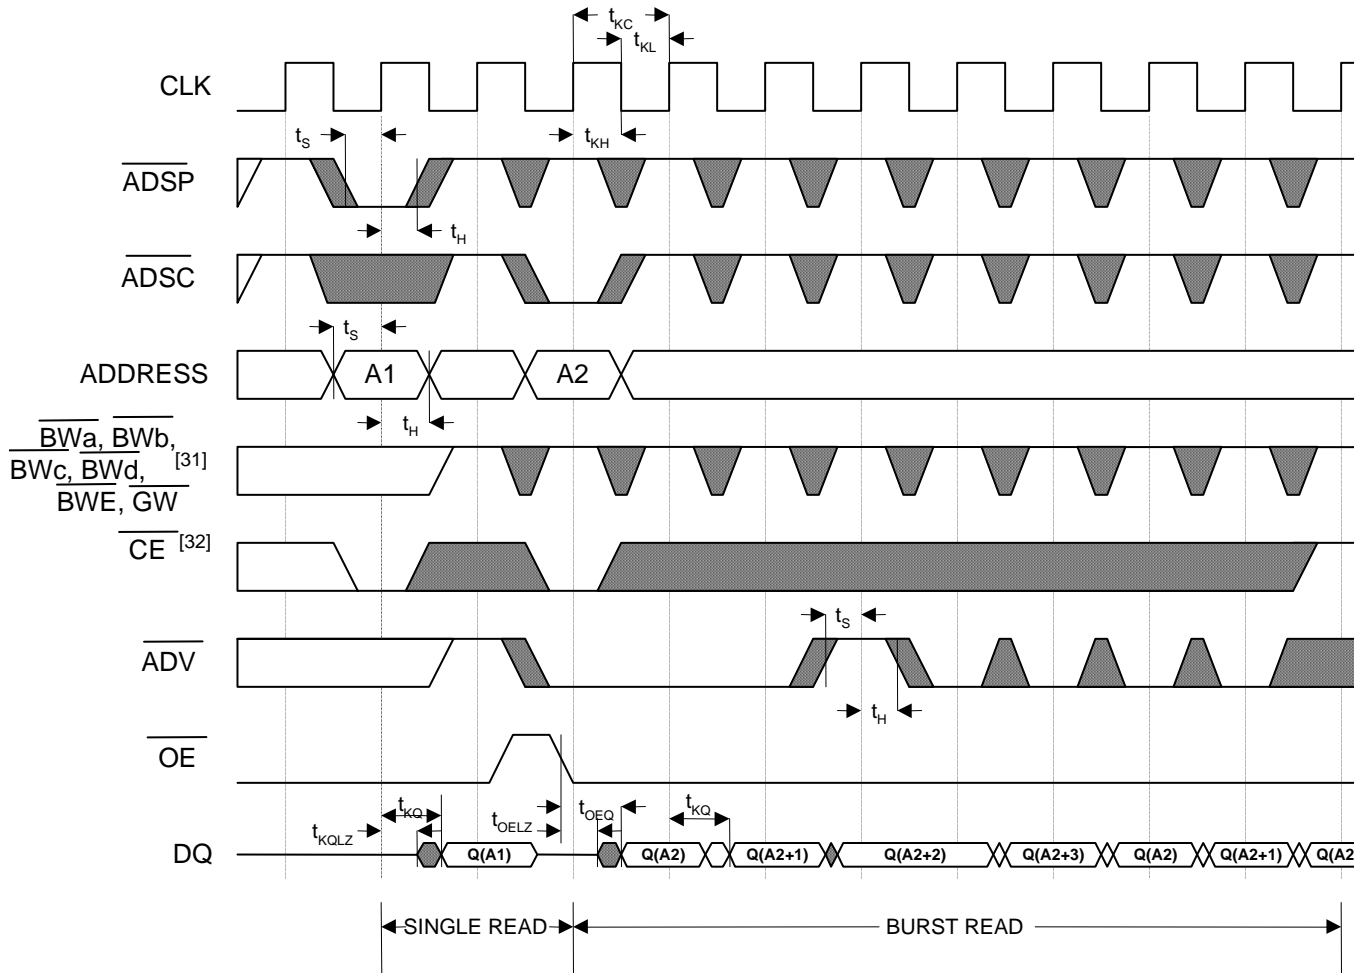 tKC
tKL
CLK
tS
tKH
ADSP
tH
ADSC
tS
ADDRESS A1 A2
tH
BWa, BWb,
BWc, BWd, [31]
BWE, GW
CE [32]
tS
ADV
tH
OE
tKQ tOELZ tOEQ tKQ
tKQLZ
DQ Q(A1) Q(A2) Q(A2+1) Q(A2+2) Q(A2+3) Q(A2) Q(A2+1) Q(A2
SINGLE READ BURST READ